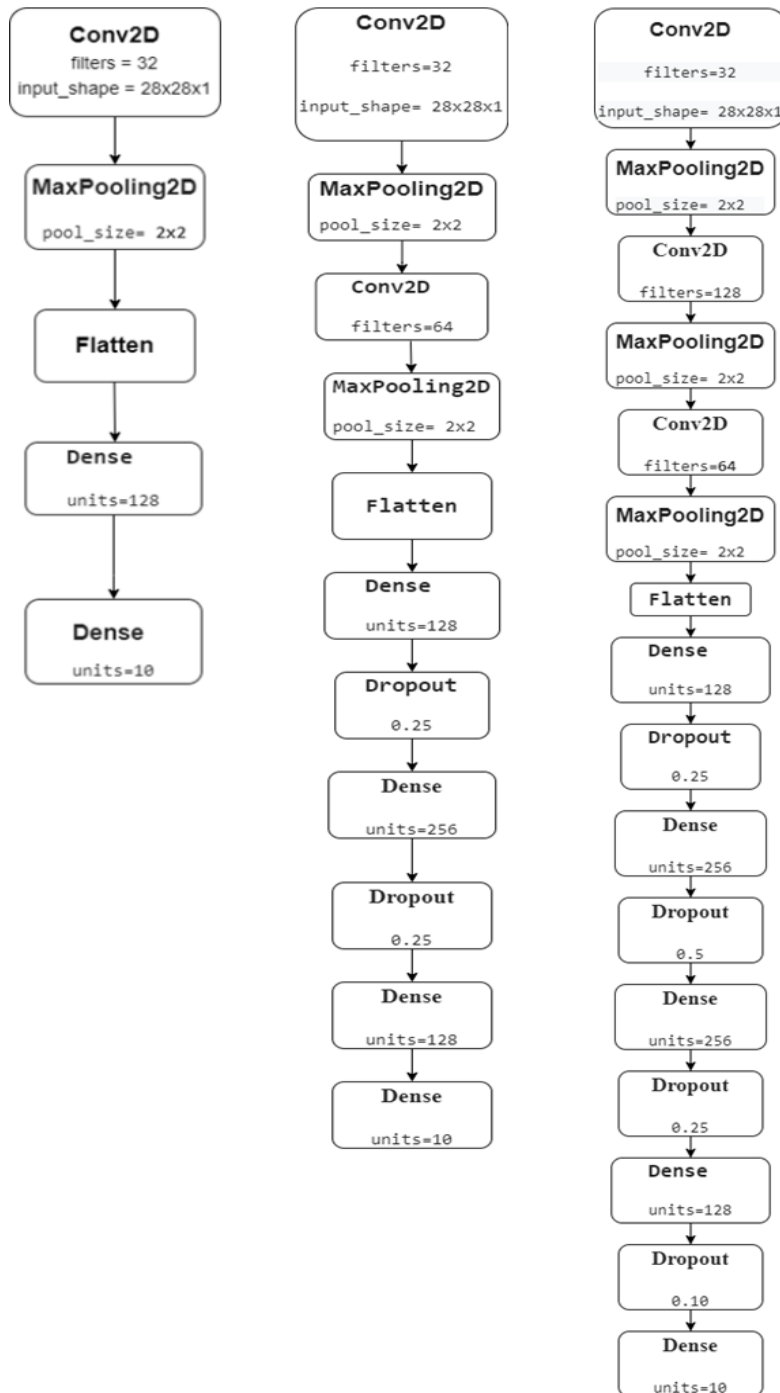 Conv2D
filters = 32
input_shape = 28x28x1
MaxPooling2D
pool_size= 2x2
Flatten
Dense
units=128
Dense
units=10
Conv2D
filters=32
input_shape= 28x28x1
MaxPooling2D
pool_size= 2x2
Conv2D
filters=64
MaxPooling2D
pool_size= 2x2
Flatten
Dense
units=128
Dropout
0.25
Dense
units=256
Dropout
0.25
Dense
units=128
Dense
units=10
Conv2D
filters=32
input_shape= 28x28x1
MaxPooling2D
pool_size= 2x2
Conv2D
filters=128
MaxPooling2D
pool_size= 2x2
Conv2D
filters=64
MaxPooling2D
pool_size= 2x2
Flatten
Dense
units=128
Dropout
0.25
Dense
units=256
Dropout
0.5
Dense
units=256
Dropout
0.25
Dense
units=128
Dropout
0.10
Dense
units=10